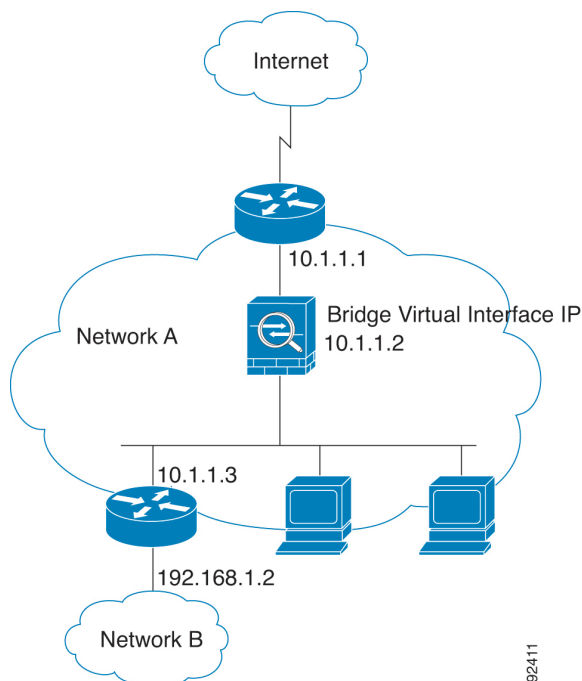 Internet
10.1.1.1
Bridge Virtual Interface IP
10.1.1.2
Network A
10.1.1.3
192.168.1.2
Network B
92411